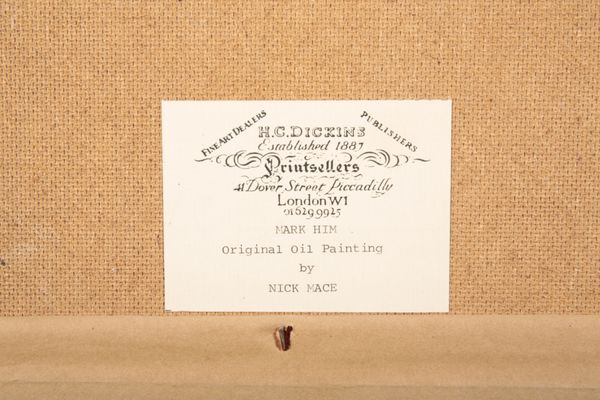 FINE ART DEALERS
PUBLISHERS
H.C. DICKINS
Established 1887
Printsellers
41 Dover Street Piccadilly
London W1
01 629 9925
MARK HIM
Original Oil Painting
by
NICK MACE